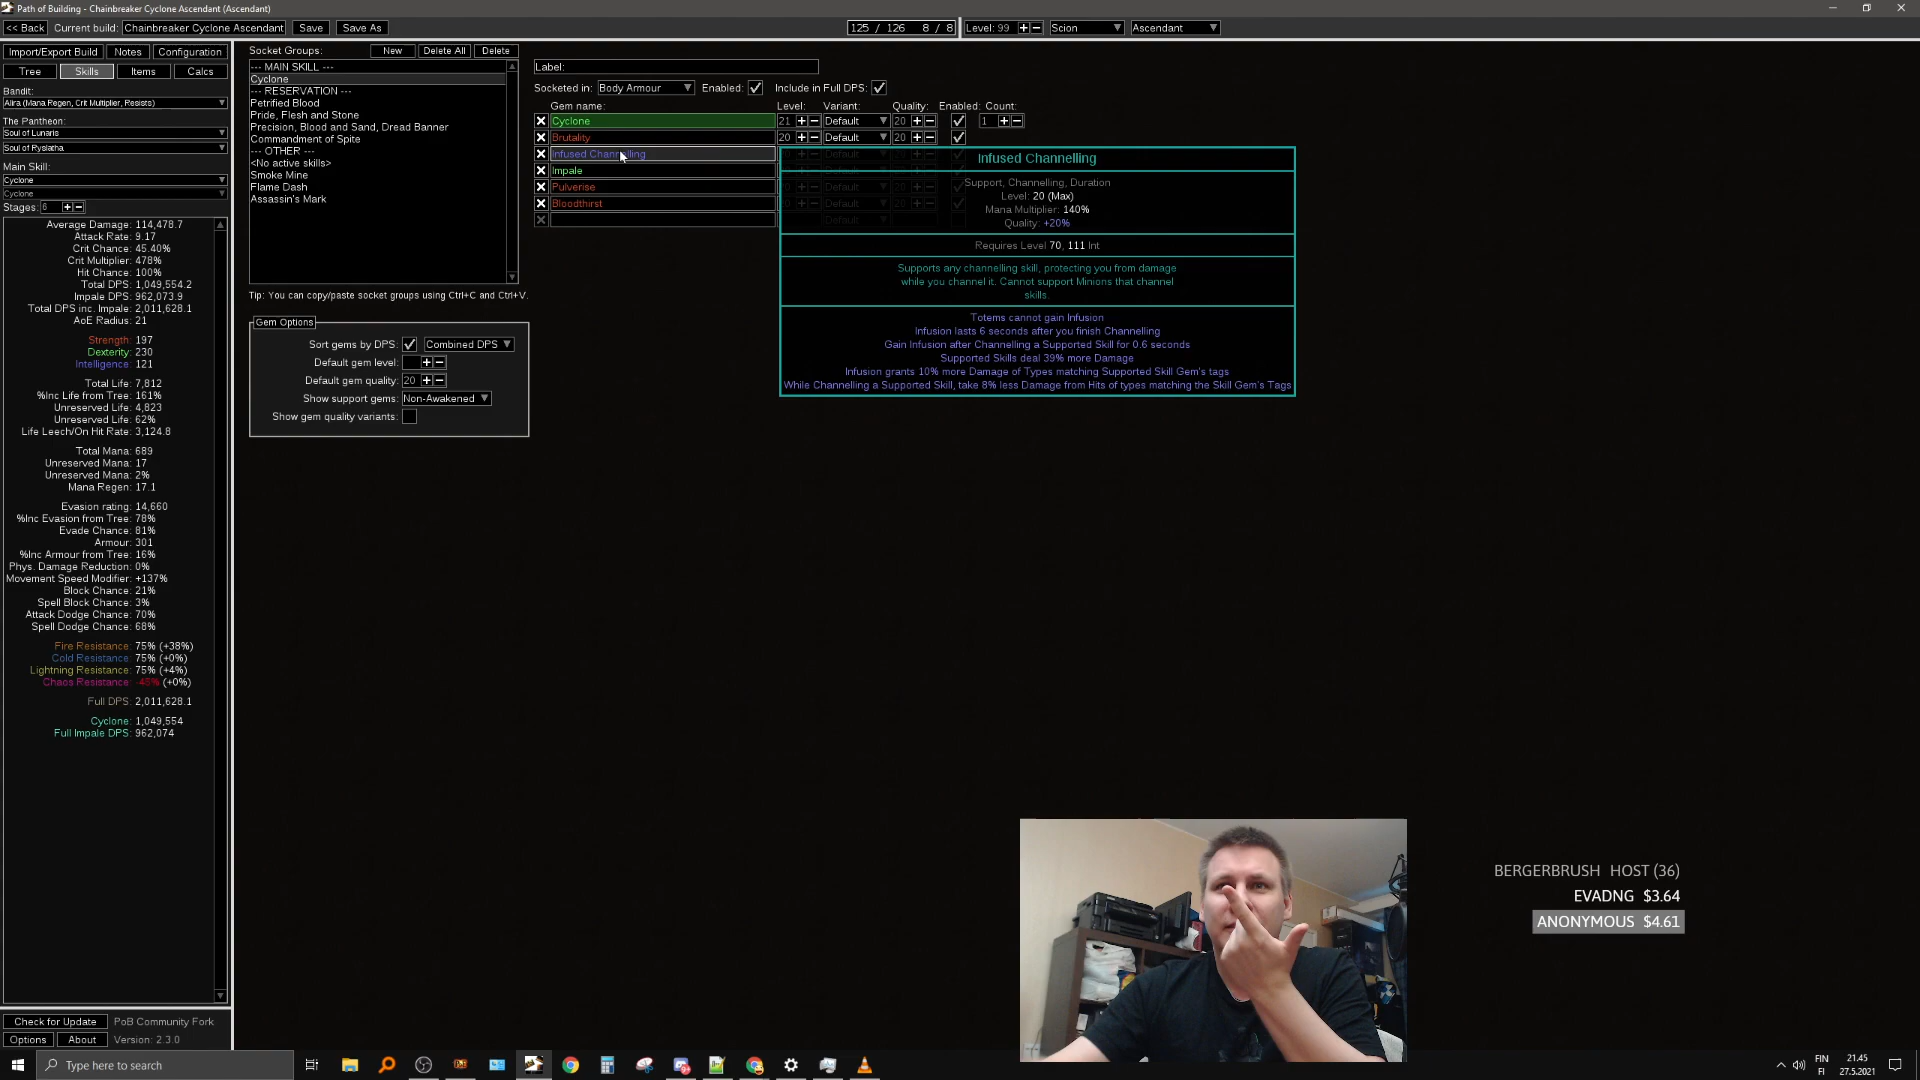 Path of Building - Chainbreaker Cyclone Ascendant (Ascendant)
<< Back Current build: Chainbreaker Cyclone Ascendant Save Save As 125 / 126 8 / 8 Level: 99 Scion Ascendant
Import/Export Build Notes Configuration
Tree Skills Items Calcs
Bandit:
Alira (Mana Regen, Crit Multiplier, Resists)
The Pantheon:
Soul of Lunaris
Soul of Ryslatha
Main Skill:
Cyclone
Cyclone
Stages: 6
Average Damage: 114,478.7
Attack Rate: 9.17
Crit Chance: 45.40%
Crit Multiplier: 478%
Hit Chance: 100%
Total DPS: 1,049,554.2
Impale DPS: 962,073.9
Total DPS inc. Impale: 2,011,628.1
AoE Radius: 21
Strength: 197
Dexterity: 230
Intelligence: 121
Total Life: 7,812
%Inc Life from Tree: 161%
Unreserved Life: 4,823
Unreserved Life: 62%
Life Leech/On Hit Rate: 3,124.8
Total Mana: 689
Unreserved Mana: 17
Unreserved Mana: 2%
Mana Regen: 17.1
Evasion rating: 14,660
%Inc Evasion from Tree: 78%
Evade Chance: 81%
Armour: 301
%Inc Armour from Tree: 16%
Phys. Damage Reduction: 0%
Movement Speed Modifier: +137%
Block Chance: 21%
Spell Block Chance: 3%
Attack Dodge Chance: 70%
Spell Dodge Chance: 68%
Fire Resistance: 75% (+38%)
Cold Resistance: 75% (+0%)
Lightning Resistance: 75% (+4%)
Chaos Resistance: -45% (+0%)
Full DPS: 2,011,628.1
Cyclone: 1,049,554
Full Impale DPS: 962,074
Check for Update PoB Community Fork
Options About Version: 2.3.0
Socket Groups: New Delete All Delete
--- MAIN SKILL ---
Cyclone
--- RESERVATION ---
Petrified Blood
Pride, Flesh and Stone
Precision, Blood and Sand, Dread Banner
Commandment of Spite
--- OTHER ---
<No active skills>
Smoke Mine
Flame Dash
Assassin's Mark
Tip: You can copy/paste socket groups using Ctrl+C and Ctrl+V.
Gem Options
Sort gems by DPS: Combined DPS
Default gem level:
Default gem quality: 20
Show support gems: Non-Awakened
Show gem quality variants:
Label:
Socketed in: Body Armour Enabled: Include in Full DPS:
Gem name: Level: Variant: Quality: Enabled: Count:
Cyclone 21 Default 20 1
Brutality 20 Default 20
Infused Channelling
Impale
Pulverise
Bloodthirst
Infused Channelling
Support, Channelling, Duration
Level: 20 (Max)
Mana Multiplier: 140%
Quality: +20%
Requires Level 70, 111 Int
Supports any channelling skill, protecting you from damage
while you channel it. Cannot support Minions that channel
skills.
Totems cannot gain Infusion
Infusion lasts 6 seconds after you finish Channelling
Gain Infusion after Channelling a Supported Skill for 0.6 seconds
Supported Skills deal 39% more Damage
Infusion grants 10% more Damage of Types matching Supported Skill Gem's tags
While Channelling a Supported Skill, take 8% less Damage from Hits of types matching the Skill Gem's Tags
BERGERBRUSH HOST (36)
EVADNG $3.64
ANONYMOUS $4.61
Type here to search
FIN
FI
21.45
27.5.2021